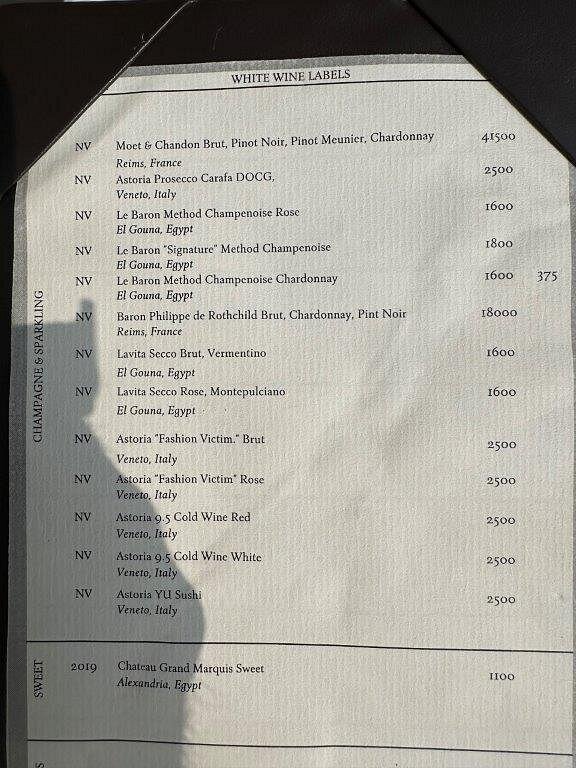 WHITE WINE LABELS
CHAMPAGNE & SPARKLING
NV Moet & Chandon Brut, Pinot Noir, Pinot Meunier, Chardonnay 41500
Reims, France
NV Astoria Prosecco Carafa DOCG, 2500
Veneto, Italy
NV Le Baron Method Champenoise Rose 1600
El Gouna, Egypt
NV Le Baron "Signature" Method Champenoise 1800
El Gouna, Egypt
NV Le Baron Method Champenoise Chardonnay 1600 375
El Gouna, Egypt
NV Baron Philippe de Rothchild Brut, Chardonnay, Pint Noir 18000
Reims, France
NV Lavita Secco Brut, Vermentino 1600
El Gouna, Egypt
NV Lavita Secco Rose, Montepulciano 1600
El Gouna, Egypt
NV Astoria "Fashion Victim." Brut 2500
Veneto, Italy
NV Astoria "Fashion Victim" Rose 2500
Veneto, Italy
NV Astoria 9.5 Cold Wine Red 2500
Veneto, Italy
NV Astoria 9.5 Cold Wine White 2500
Veneto, Italy
NV Astoria YU Sushi 2500
Veneto, Italy
SWEET
2019 Chateau Grand Marquis Sweet 1100
Alexandria, Egypt